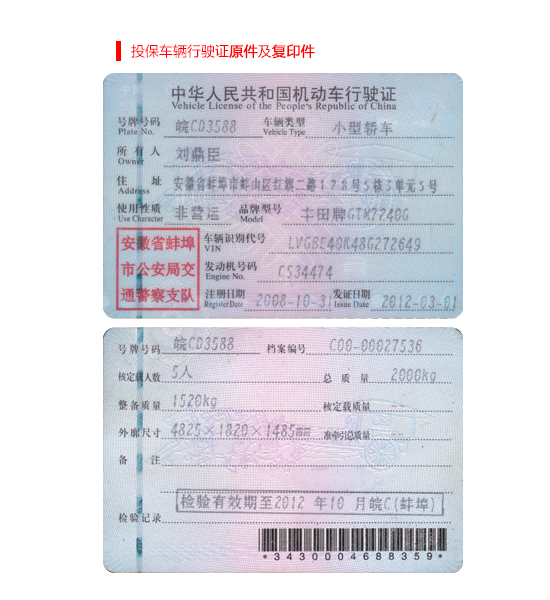 投保车辆行驶证原件及复印件
中华人民共和国机动车行驶证
Vehicle License of the People's Republic of China
号牌号码 皖CD3588 车辆类型 小型轿车
Plate No. Vehicle Type
所有人 刘鼎臣
Owner
住址 安徽省蚌埠市蚌山区红旗二路128号5楼3单元5号
Address
使用性质 非营运 品牌型号 丰田牌GTM7240G
Use Character Model
安徽省蚌埠市公安局交通警察支队
车辆识别代号 LVGBE40K48G272649
VIN
发动机号码 C534474
Engine No.
注册日期 2008-10-31 发证日期 2012-03-01
Register Date Issue Date
号牌号码 皖CD3588 档案编号 C00-00027536
核定载人数 5人 总质量 2000kg
整备质量 1520kg 核定载质量 --
外廓尺寸 4825×1820×1485mm 准牵引总质量 --
备注
检验有效期至2012 年10 月皖C(蚌埠)
检验记录
*3430004688359*